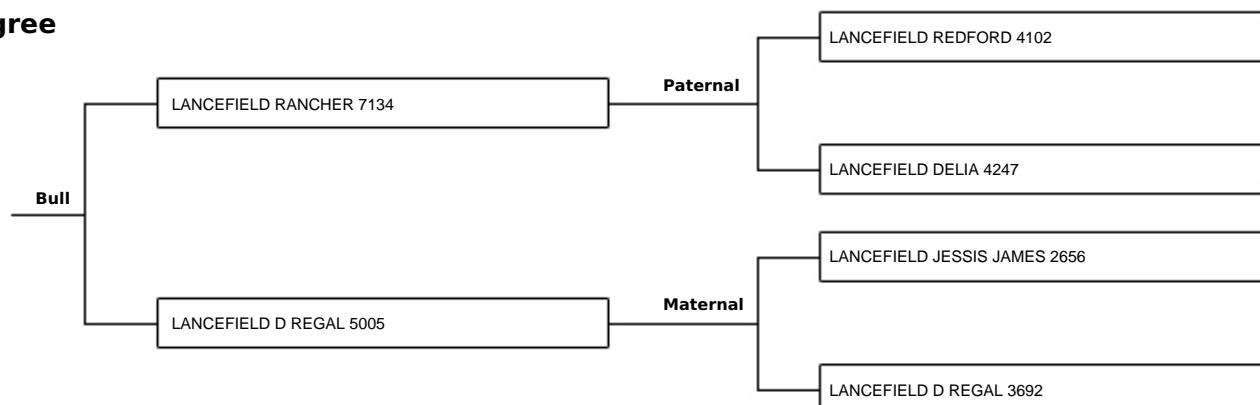 gree
LANCEFIELD REDFORD 4102
Paternal
LANCEFIELD RANCHER 7134
LANCEFIELD DELIA 4247
Bull
LANCEFIELD JESSIS JAMES 2656
Maternal
LANCEFIELD D REGAL 5005
LANCEFIELD D REGAL 3692